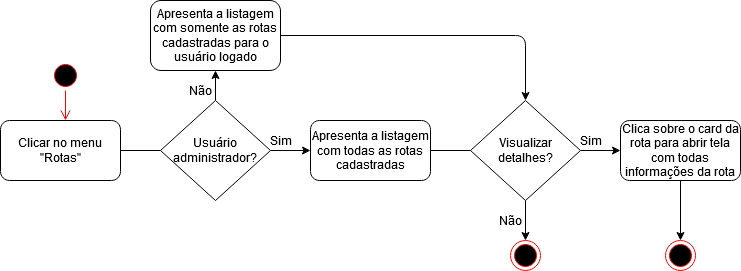 Apresenta a listagem
com somente as rotas
cadastradas para o
usuário logado
Não
Clicar no menu
"Rotas"
Usuário
administrador?
Sim
Apresenta a listagem
com todas as rotas
cadastradas
Visualizar
detalhes?
Sim
Clica sobre o card da
rota para abrir tela
com todas
informações da rota
Não